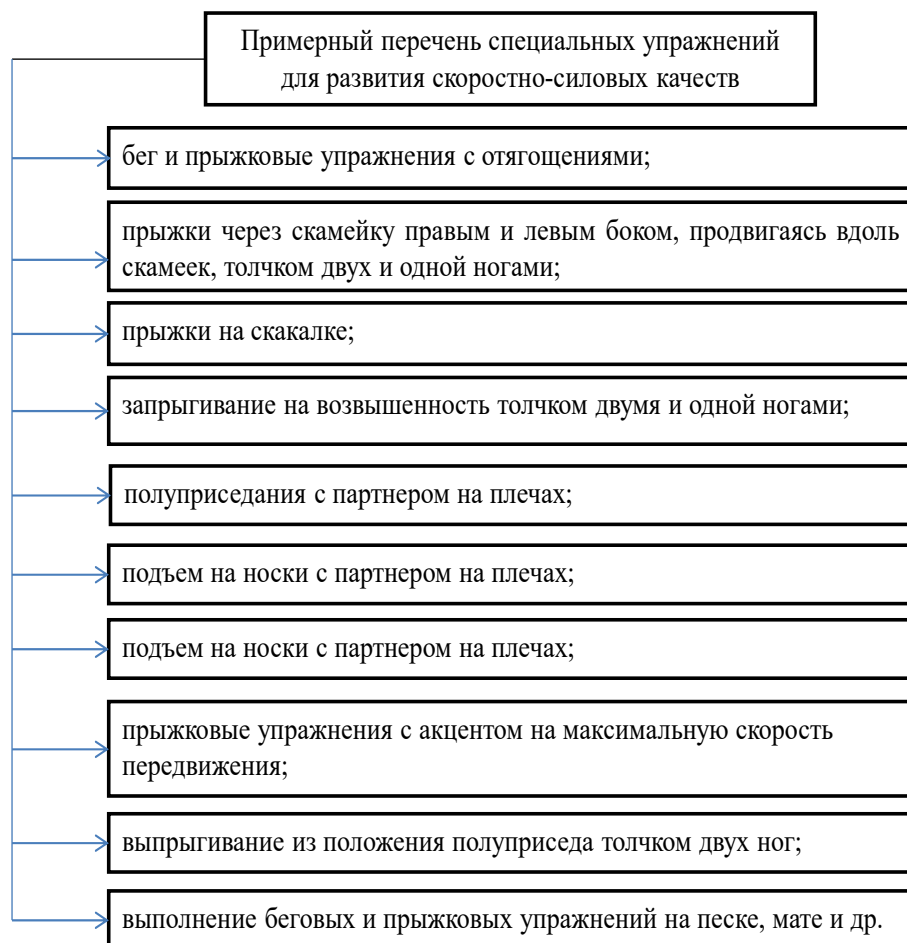 Примерный перечень специальных упражнений
для развития скоростно-силовых качеств
бег и прыжковые упражнения с отягощениями;
прыжки через скамейку правым и левым боком, продвигаясь вдоль
скамеек, толчком двух и одной ногами;
прыжки на скакалке;
запрыгивание на возвышенность толчком двумя и одной ногами;
полуприседания с партнером на плечах;
подъем на носки с партнером на плечах;
подъем на носки с партнером на плечах;
прыжковые упражнения с акцентом на максимальную скорость
передвижения;
выпрыгивание из положения полуприседа толчком двух ног;
выполнение беговых и прыжковых упражнений на песке, мате и др.